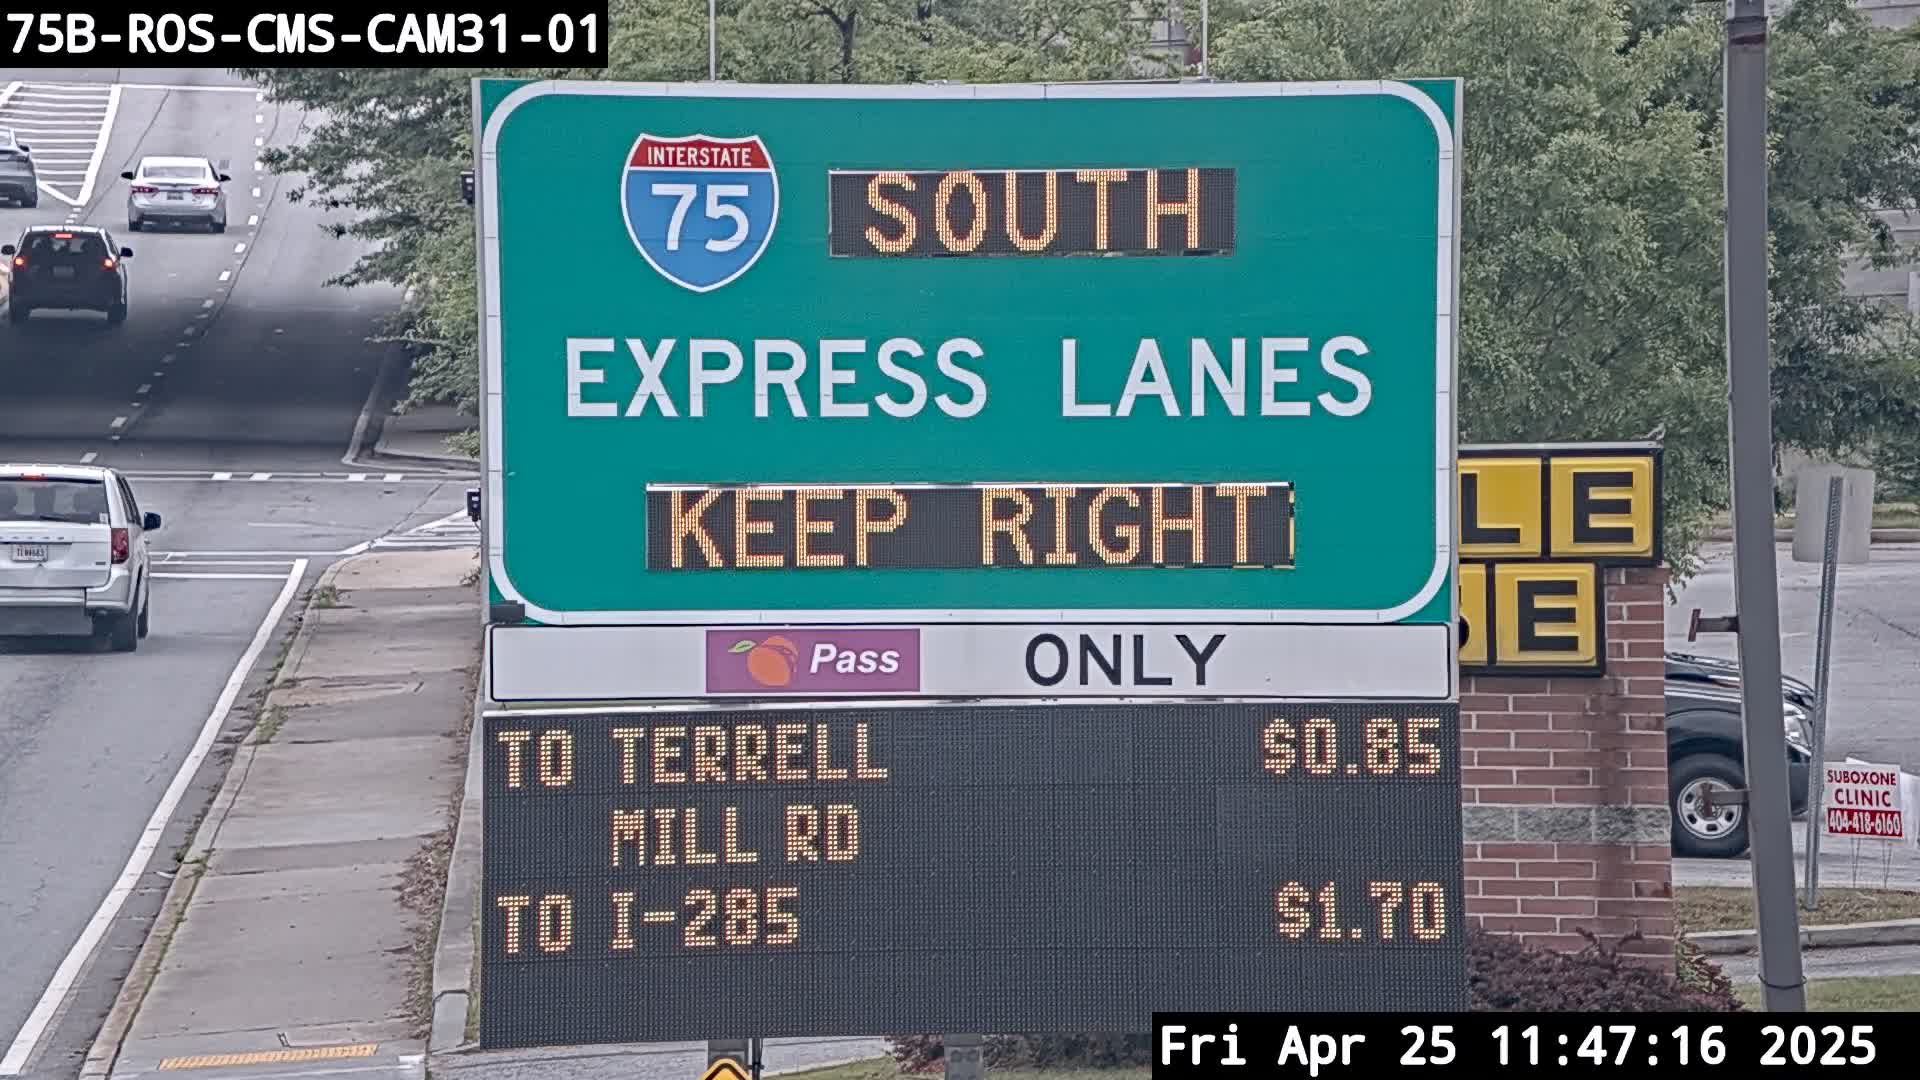 75B-ROS-CMS-CAM31-01
INTERSTATE
75
SOUTH
EXPRESS LANES
KEEP RIGHT
Pass ONLY
TO TERRELL $0.85
MILL RD
TO I-285 $1.70
LE
E
SUBOXONE
CLINIC
404-418-6160
Fri Apr 25 11:47:16 2025